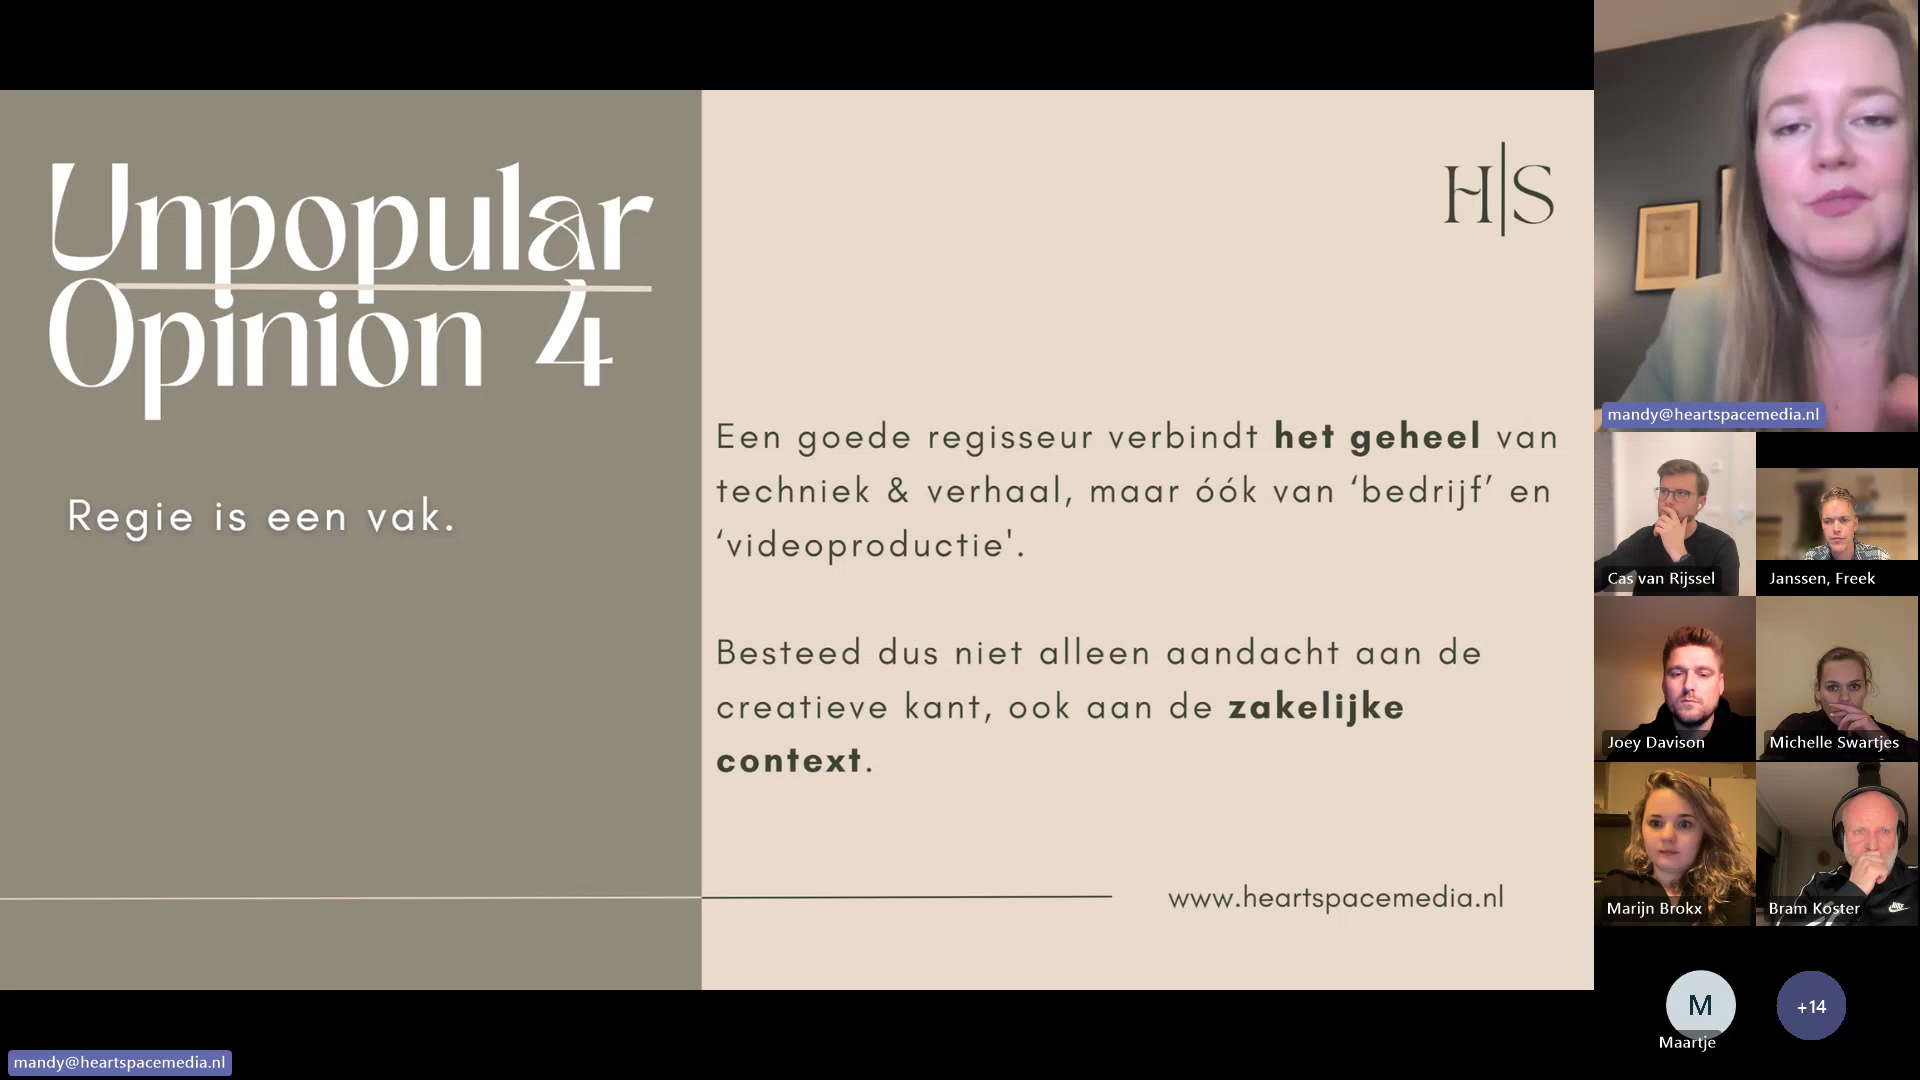 Unpopular
Opinion 4
Regie is een vak.
H|S
Een goede regisseur verbindt het geheel van
techniek & verhaal, maar óók van ‘bedrijf’ en
‘videoproductie'.
Besteed dus niet alleen aandacht aan de
creatieve kant, ook aan de zakelijke
context.
www.heartspacemedia.nl
mandy@heartspacemedia.nl
Cas van Rijssel
Janssen, Freek
Joey Davison
Michelle Swartjes
Marijn Brokx
Bram Koster
M
Maartje
+14
mandy@heartspacemedia.nl